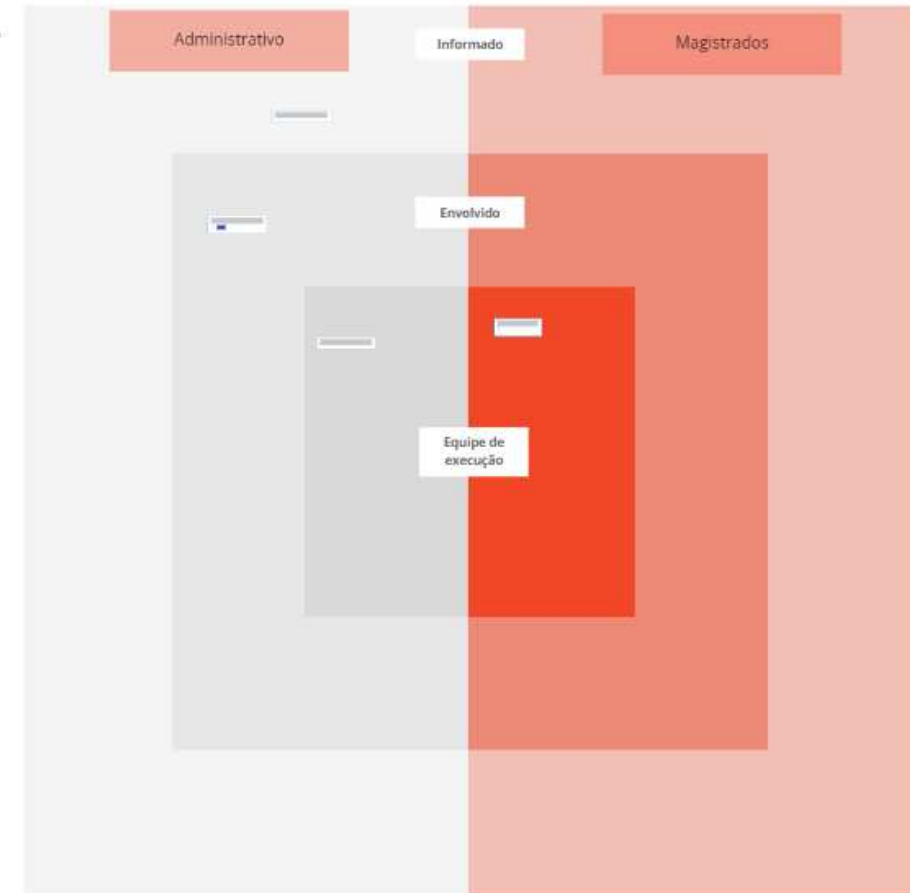 Administrativo
Informado
Magistrados
Envolvido
Equipe de
execução